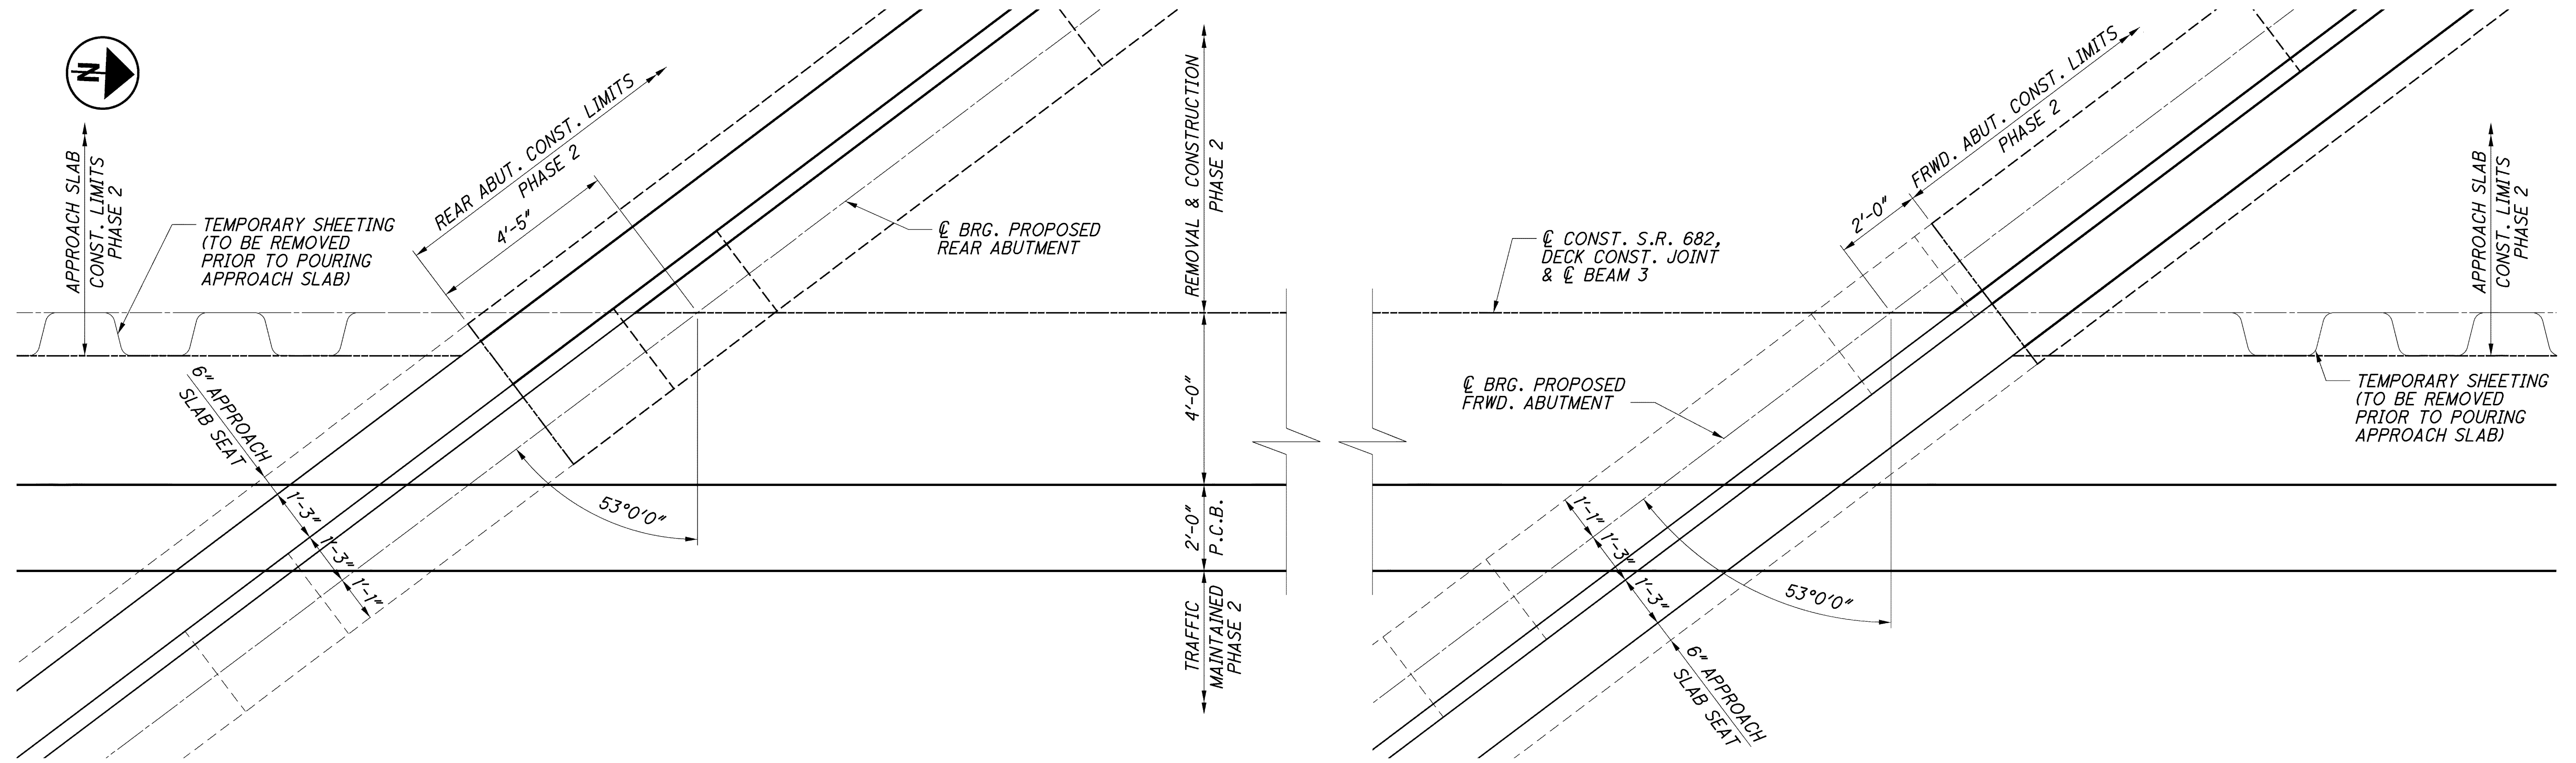 N
APPROACH SLAB
CONST. LIMITS
PHASE 2
TEMPORARY SHEETING
(TO BE REMOVED
PRIOR TO POURING
APPROACH SLAB)
REAR ABUT. CONST. LIMITS
PHASE 2
4'-5"
℄ BRG. PROPOSED
REAR ABUTMENT
REMOVAL & CONSTRUCTION
PHASE 2
4'-0"
2'-0"
P.C.B.
TRAFFIC
MAINTAINED
PHASE 2
6" APPROACH
SLAB SEAT
1'-3"
1'-3"
1'-1"
53°0'0"
℄ CONST. S.R. 682,
DECK CONST. JOINT
& ℄ BEAM 3
FRWD. ABUT. CONST. LIMITS
PHASE 2
2'-0"
℄ BRG. PROPOSED
FRWD. ABUTMENT
1'-1"
1'-3"
1'-3"
6" APPROACH
SLAB SEAT
53°0'0"
APPROACH SLAB
CONST. LIMITS
PHASE 2
TEMPORARY SHEETING
(TO BE REMOVED
PRIOR TO POURING
APPROACH SLAB)